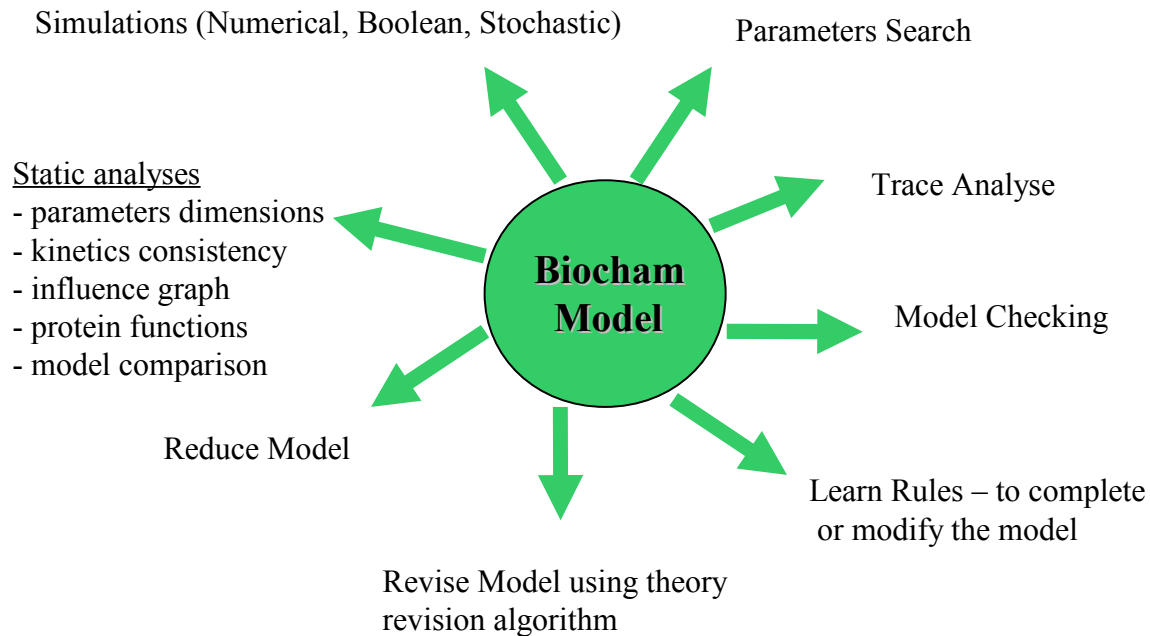 Simulations (Numerical, Boolean, Stochastic)
Parameters Search
Static analyses
- parameters dimensions
- kinetics consistency
- influence graph
- protein functions
- model comparison
Trace Analyse
Biocham
Model
Model Checking
Reduce Model
Learn Rules – to complete
or modify the model
Revise Model using theory
revision algorithm